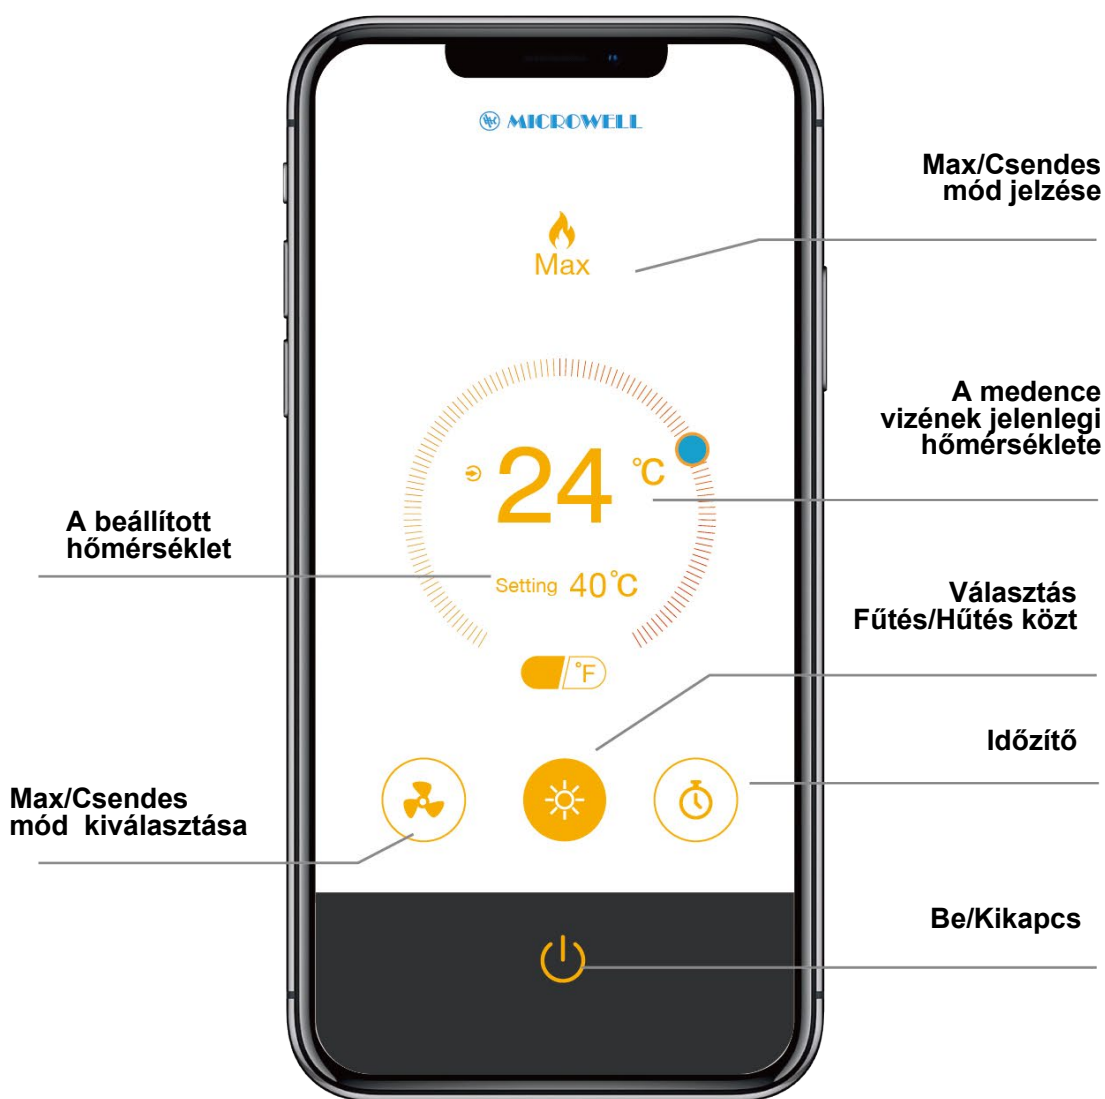 MICROWELL
Max/Csendes
mód jelzése
Max
A medence
vizének jelenlegi
hőmérséklete
24 °C
A beállított
hőmérséklet
Setting 40°C
Választás
Fűtés/Hűtés közt
°F
Időzítő
Max/Csendes
mód kiválasztása
Be/Kikapcs